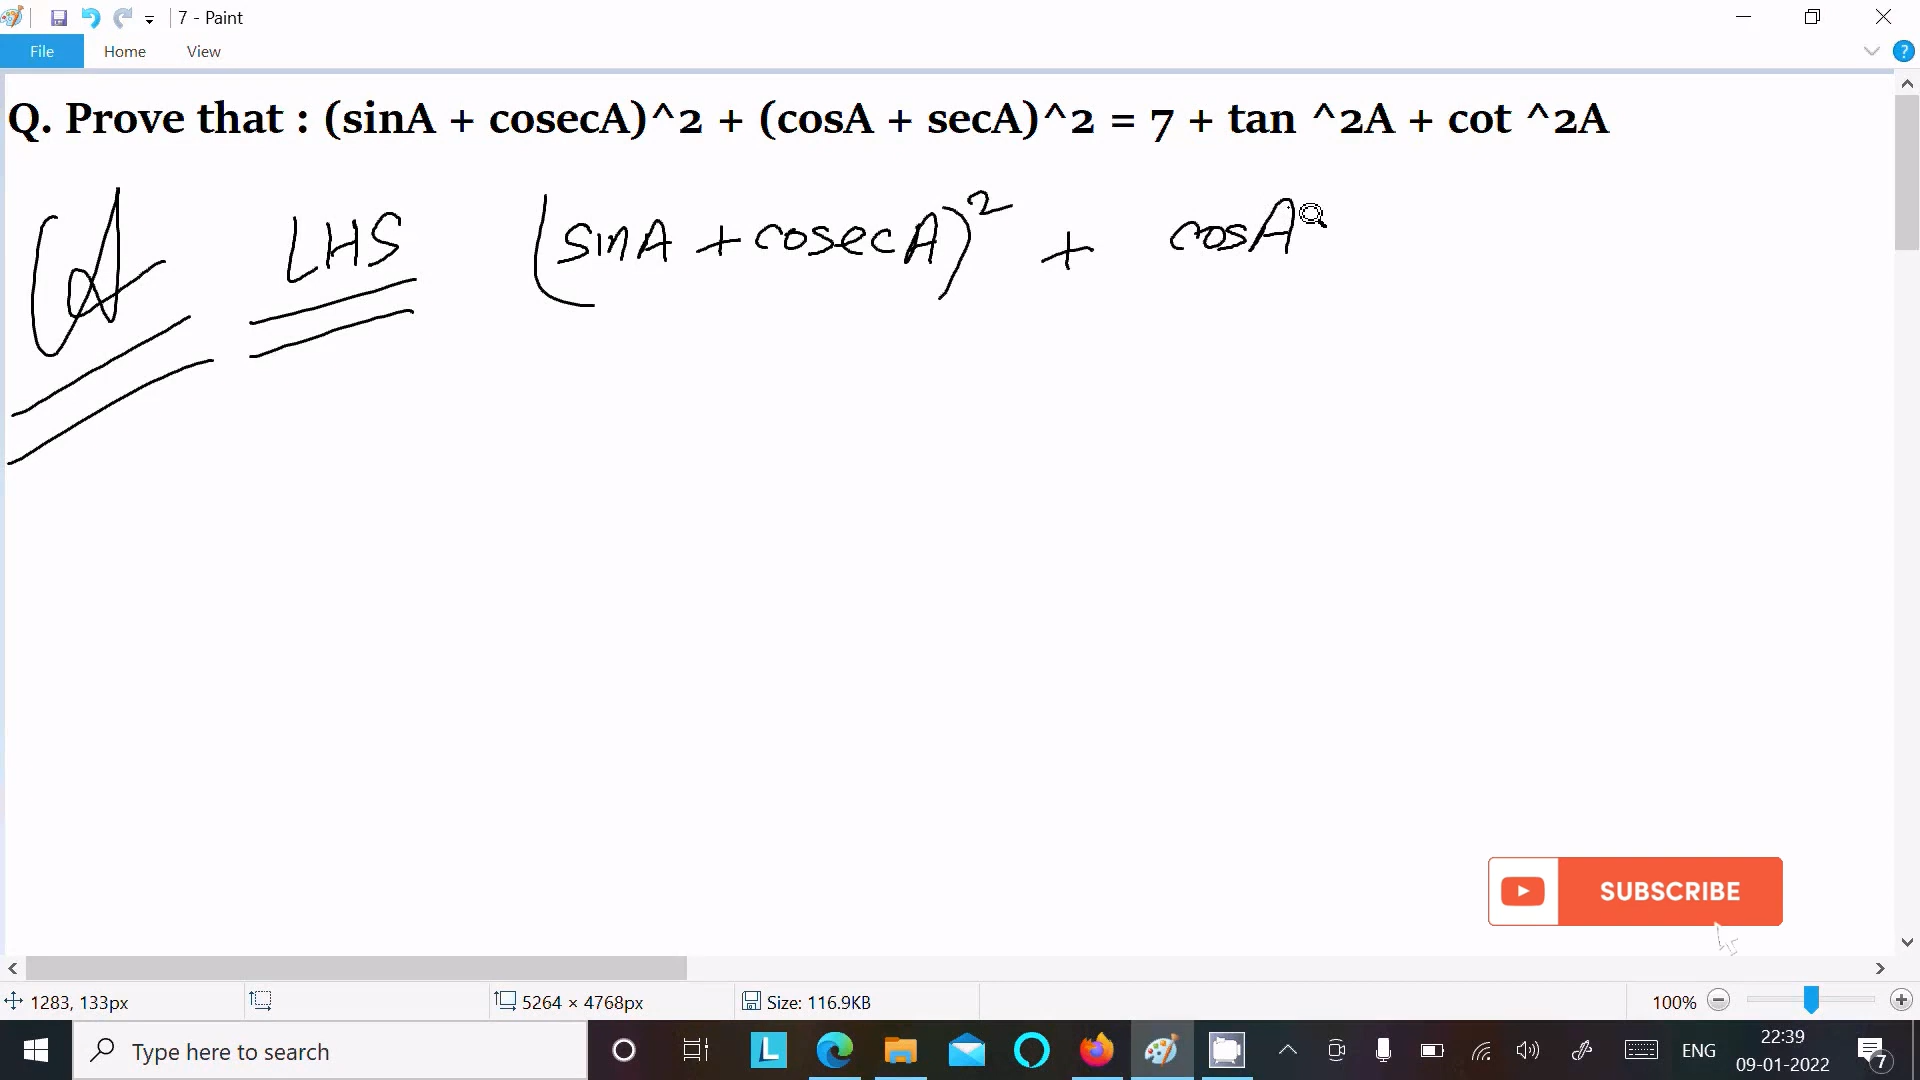 7 - Paint
File Home View
Q. Prove that : (sinA + cosecA)^2 + (cosA + secA)^2 = 7 + tan ^2A + cot ^2A
LHS (sinA + cosecA)² + cosA
SUBSCRIBE
1283, 133px 5264 × 4768px Size: 116.9KB 100%
Type here to search L ENG 22:39
09-01-2022 7